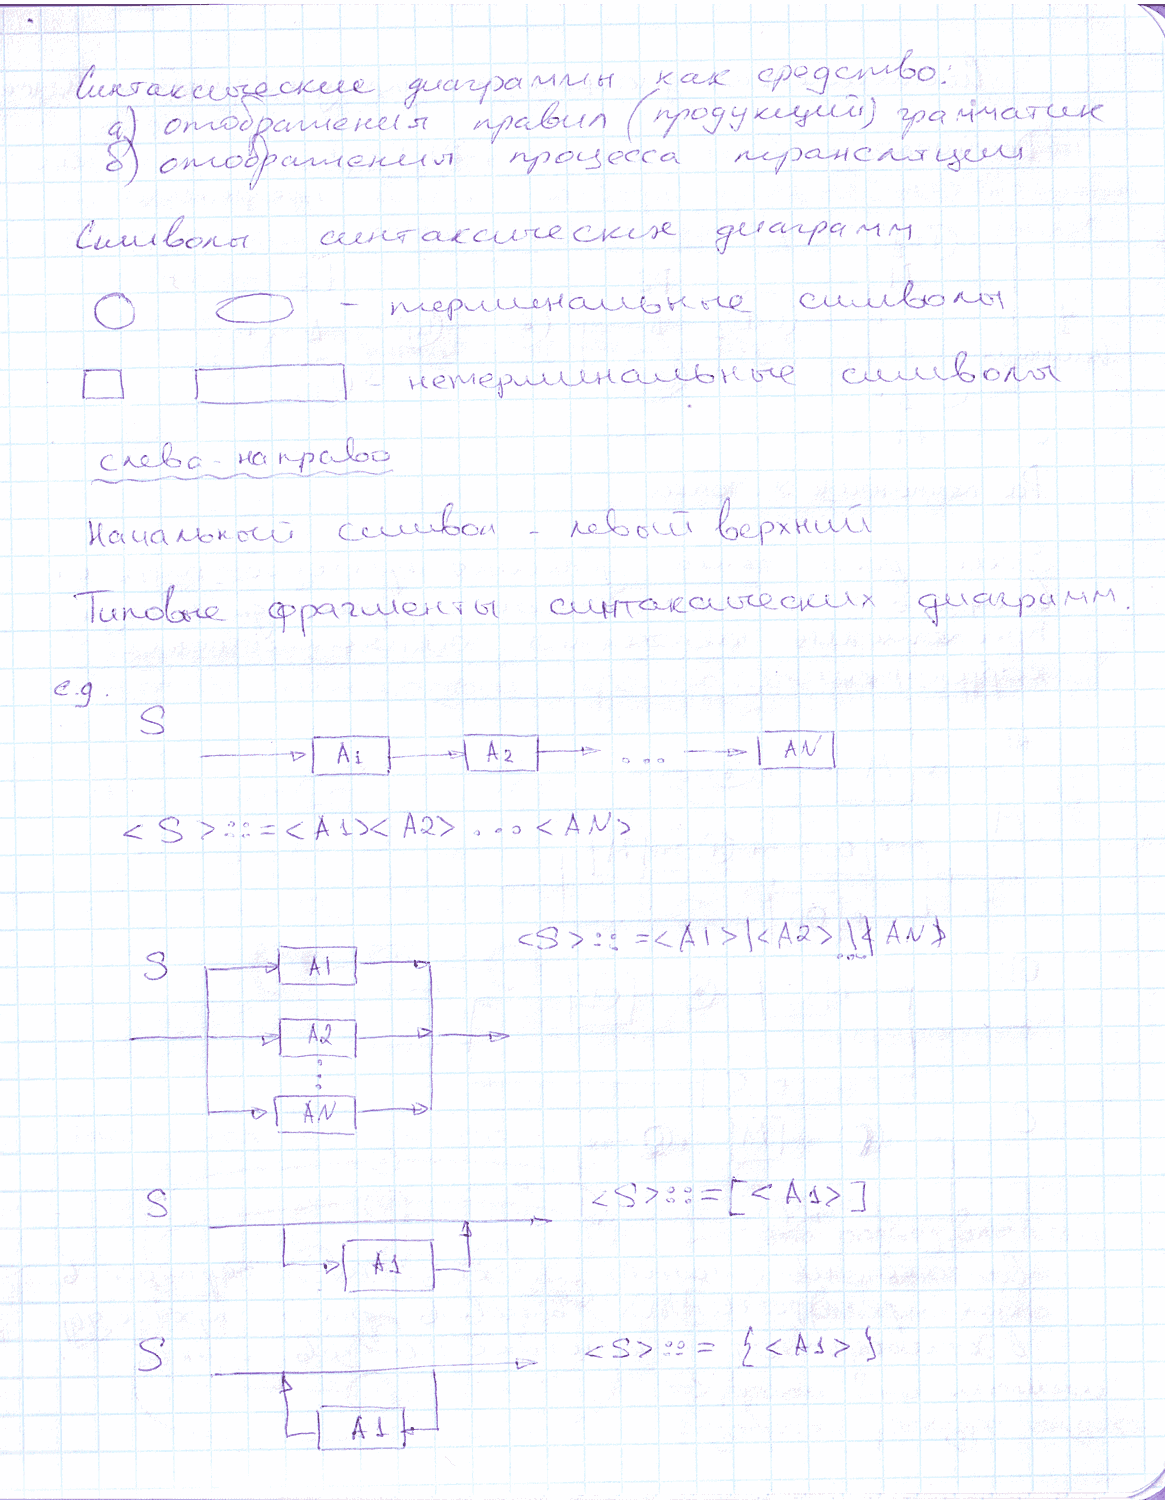 Синтаксические диаграммы как средство:
а) отображения правил (продукций) грамматик
б) отображения процесса трансляции
Символы синтаксических диаграмм
- терминальные символы
- нетерминальные символы
слева-направо
Начальный символ - левый верхний
Типовые фрагменты синтаксических диаграмм.
с.д.
S
A1 A2 ... AN
<S>::=<A1><A2>...<AN>
<S>::=<A1>|<A2>|...|<AN>
S
A1
A2
AN
S
<S>::=[<A1>]
A1
S
<S>::={<A1>}
A1